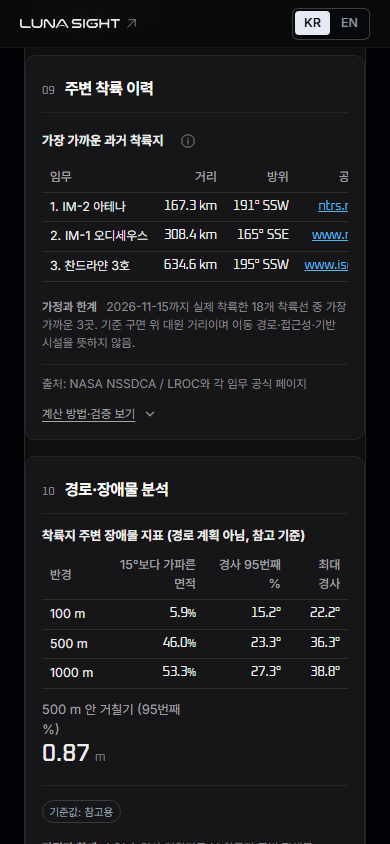 LUNA SIGHT ↗
KR EN
09 주변 착륙 이력
가장 가까운 과거 착륙지 ⓘ
임무 거리 방위
1. IM-2 아테나 167.3 km 191° SSW
2. IM-1 오디세우스 308.4 km 165° SSE
3. 찬드라얀 3호 634.6 km 195° SSW
가정과 한계 2026-11-15까지 실제 착륙한 18개 착륙선 중 가장
가까운 3곳. 기준 구면 위 대원 거리이며 이동 경로·접근성·기반
시설을 뜻하지 않음.
출처: NASA NSSDCA / LROC와 각 임무 공식 페이지
계산 방법·검증 보기
10 경로·장애물 분석
착륙지 주변 장애물 지표 (경로 계획 아님, 참고 기준)
반경 15°보다 가파른 면적 경사 95번째 % 최대 경사
100 m 5.9% 15.2° 22.2°
500 m 46.0% 23.3° 36.3°
1000 m 53.3% 27.3° 38.8°
500 m 안 거칠기 (95번째
%)
0.87 m
기준값: 참고용